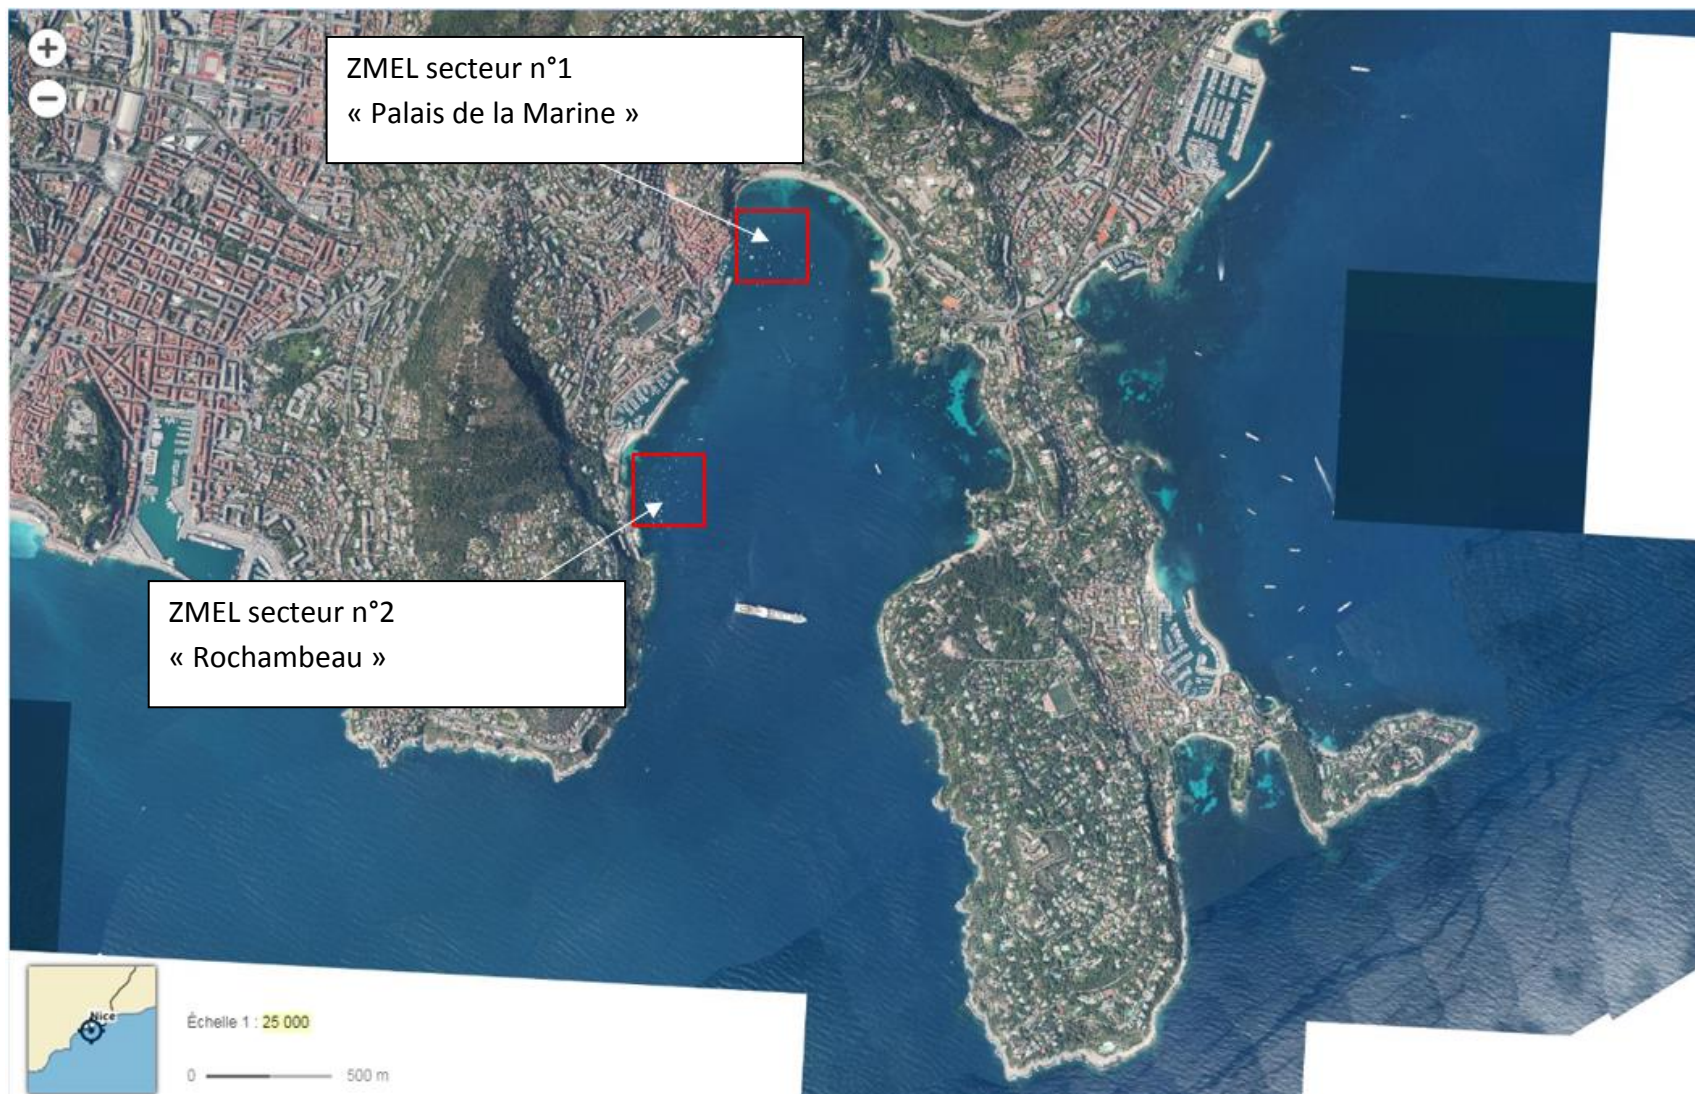 ZMEL secteur n°1
« Palais de la Marine »
ZMEL secteur n°2
« Rochambeau »
Nice
Échelle 1 : 25 000
0 500 m